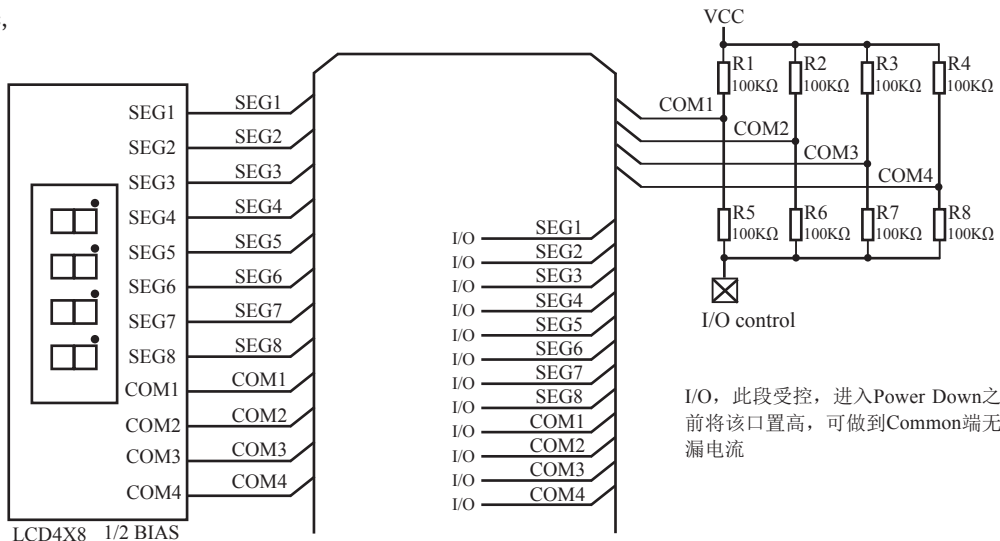 ,
VCC
R1
100KΩ
R2
100KΩ
R3
100KΩ
R4
100KΩ
COM1
COM2
COM3
COM4
R5
100KΩ
R6
100KΩ
R7
100KΩ
R8
100KΩ
I/O control
SEG1 SEG1
SEG2 SEG2
SEG3 SEG3
SEG4 SEG4
SEG5 SEG5
SEG6 SEG6
SEG7 SEG7
SEG8 SEG8
COM1 COM1
COM2 COM2
COM3 COM3
COM4 COM4
LCD4X8 1/2 BIAS
I/O SEG1
I/O SEG2
I/O SEG3
I/O SEG4
I/O SEG5
I/O SEG6
I/O SEG7
I/O SEG8
I/O COM1
I/O COM2
I/O COM3
I/O COM4
I/O，此段受控，进入Power Down之
前将该口置高，可做到Common端无
漏电流